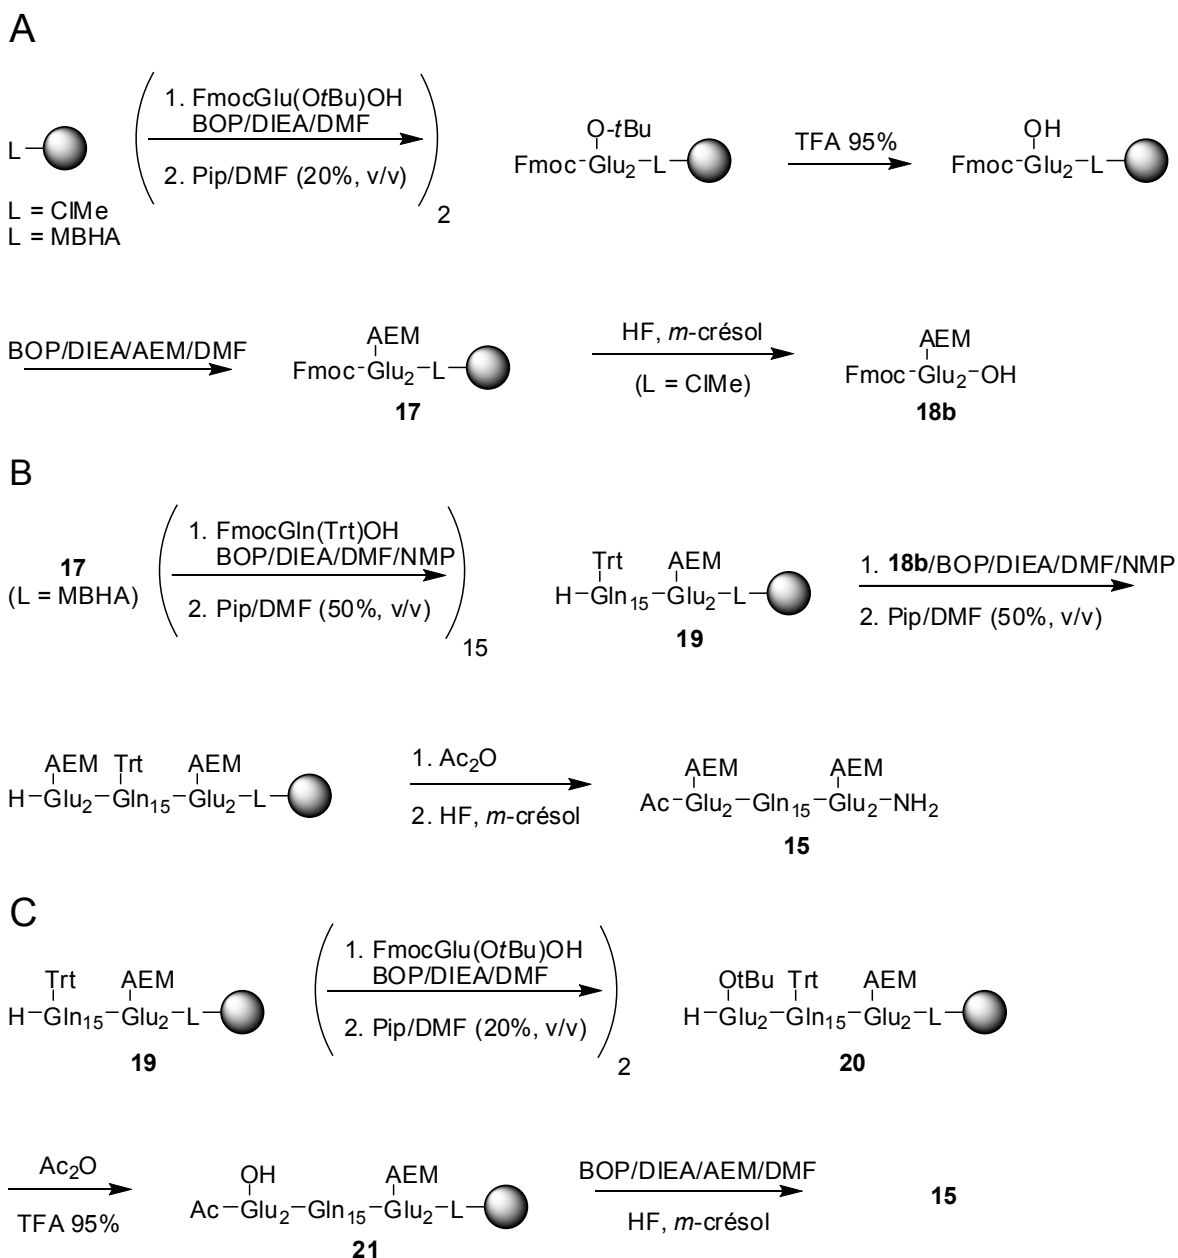 A
1. FmocGlu(OtBu)OH
BOP/DIEA/DMF
2. Pip/DMF (20%, v/v)
2
L
L = ClMe
L = MBHA
O-tBu
Fmoc-Glu2-L
TFA 95%
OH
Fmoc-Glu2-L
BOP/DIEA/AEM/DMF
AEM
Fmoc-Glu2-L
17
HF, m-crésol
(L = ClMe)
AEM
Fmoc-Glu2-OH
18b
B
17
(L = MBHA)
1. FmocGln(Trt)OH
BOP/DIEA/DMF/NMP
2. Pip/DMF (50%, v/v)
15
Trt AEM
H-Gln15-Glu2-L
19
1. 18b/BOP/DIEA/DMF/NMP
2. Pip/DMF (50%, v/v)
AEM Trt AEM
H-Glu2-Gln15-Glu2-L
1. Ac2O
2. HF, m-crésol
AEM AEM
Ac-Glu2-Gln15-Glu2-NH2
15
C
Trt AEM
H-Gln15-Glu2-L
19
1. FmocGlu(OtBu)OH
BOP/DIEA/DMF
2. Pip/DMF (20%, v/v)
2
OtBu Trt AEM
H-Glu2-Gln15-Glu2-L
20
Ac2O
TFA 95%
OH AEM
Ac-Glu2-Gln15-Glu2-L
21
BOP/DIEA/AEM/DMF
HF, m-crésol
15